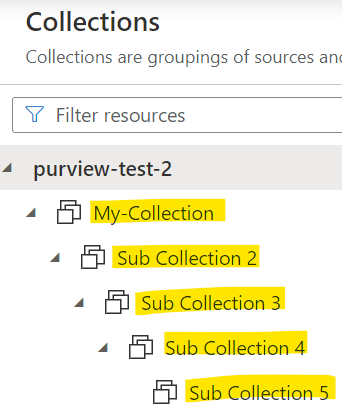 Collections
Collections are groupings of sources and
Filter resources
purview-test-2
My-Collection
Sub Collection 2
Sub Collection 3
Sub Collection 4
Sub Collection 5